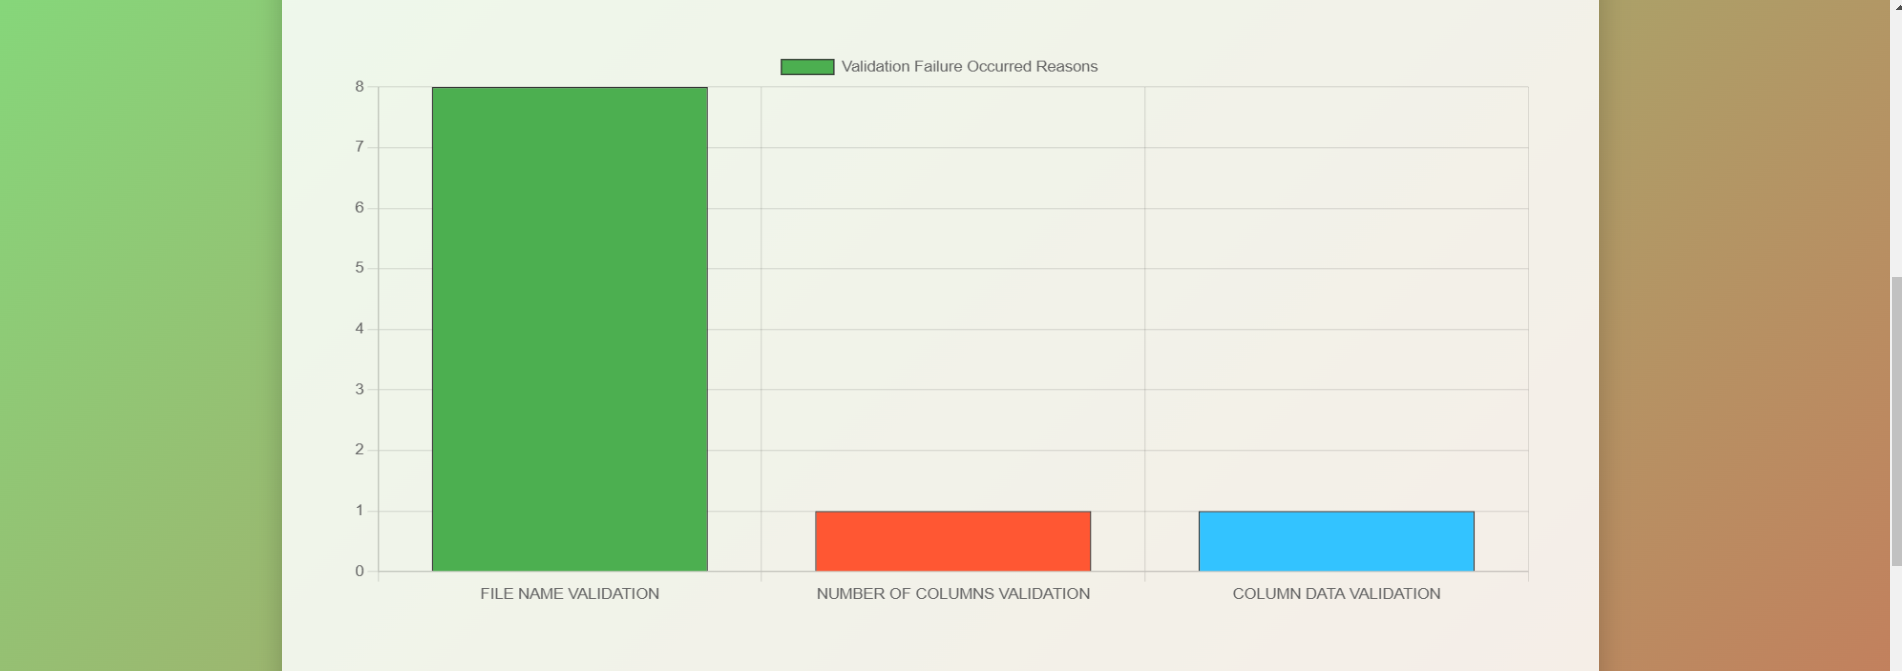 Validation Failure Occurred Reasons
8
7
6
5
4
3
2
1
0
FILE NAME VALIDATION
NUMBER OF COLUMNS VALIDATION
COLUMN DATA VALIDATION